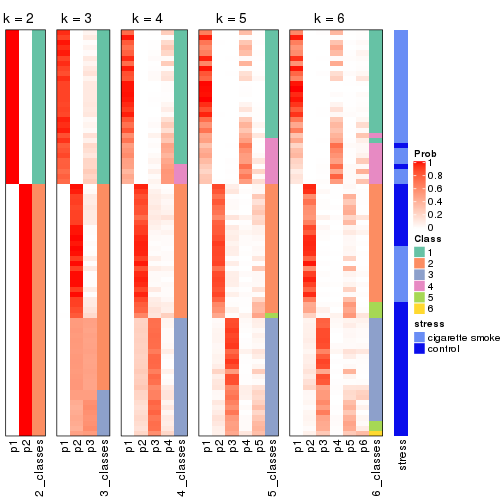 k = 2 k = 3 k = 4 k = 5 k = 6
Prob
1
0.8
0.6
0.4
0.2
0
Class
1
2
3
4
5
6
stress
cigarette smoke
control
p1 p2 2_classes p1 p2 p3 3_classes p1 p2 p3 p4 4_classes p1 p2 p3 p4 p5 5_classes p1 p2 p3 p4 p5 p6 6_classes stress